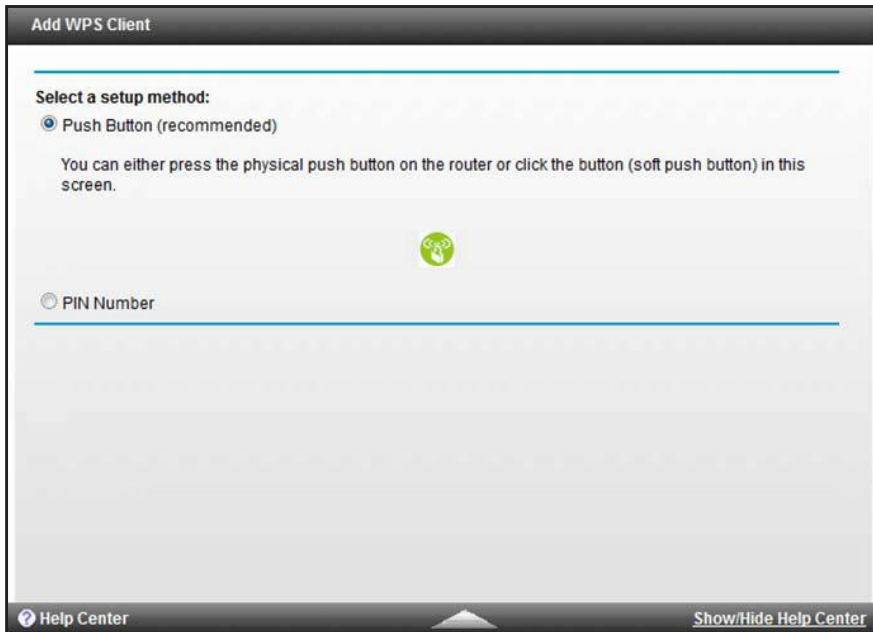 Add WPS Client
Select a setup method:
Push Button (recommended)
You can either press the physical push button on the router or click the button (soft push button) in this
screen.
PIN Number
Help Center
Show/Hide Help Center